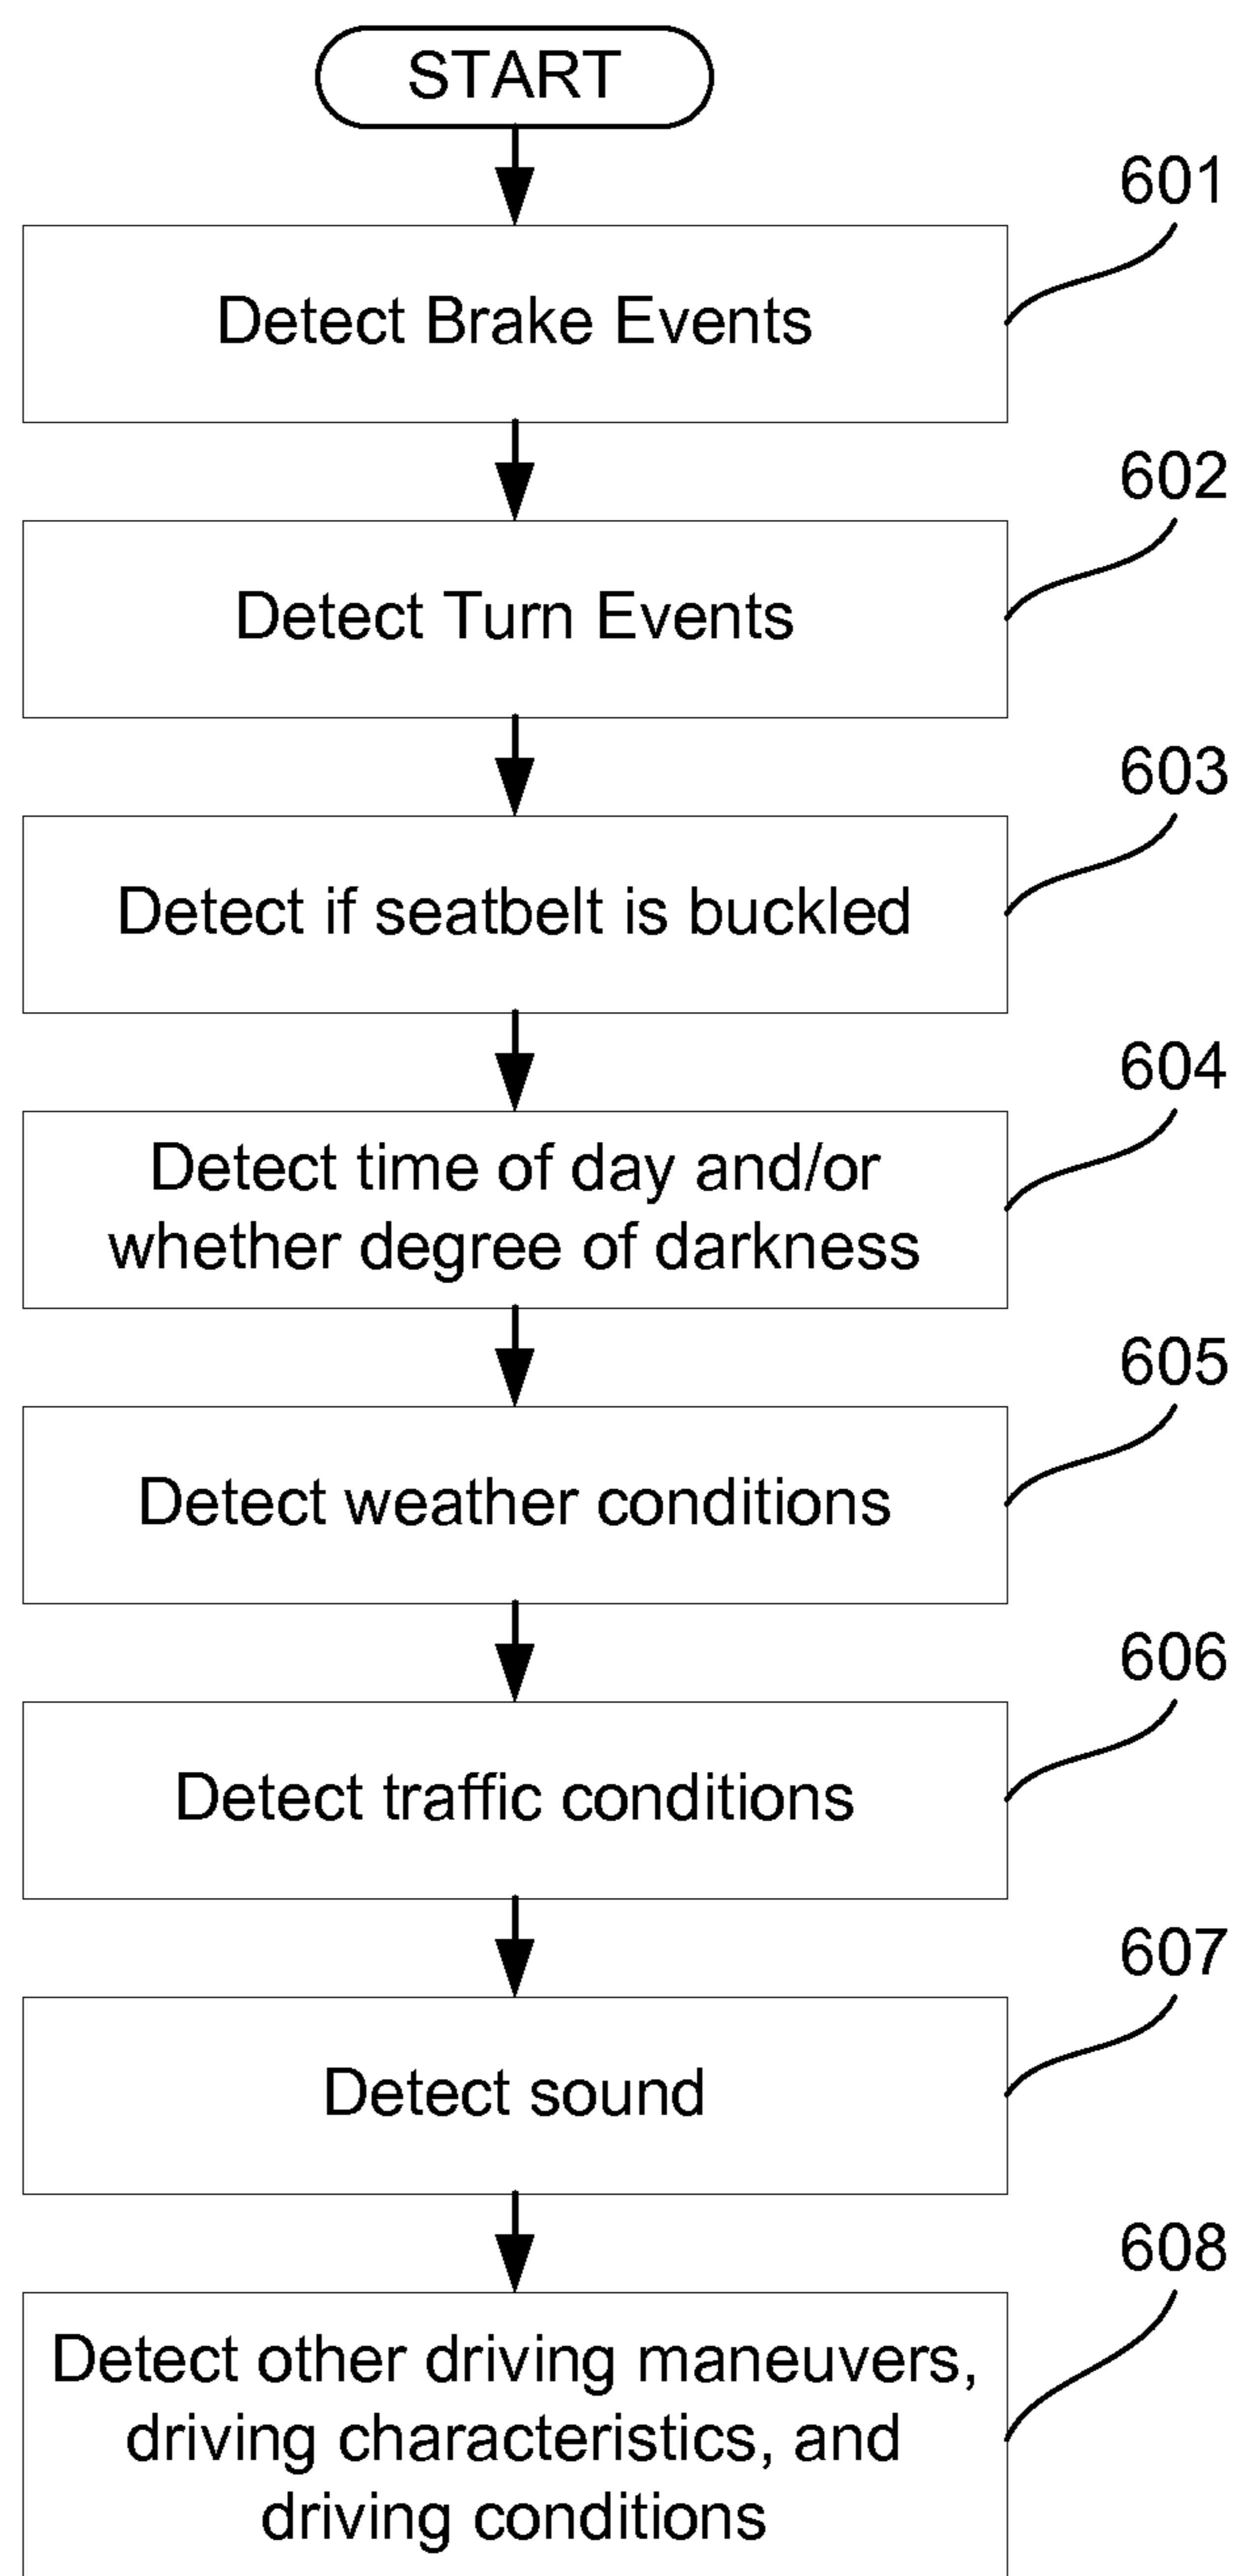 START
601
Detect Brake Events
602
Detect Turn Events
603
Detect if seatbelt is buckled
604
Detect time of day and/or
whether degree of darkness
605
Detect weather conditions
606
Detect traffic conditions
607
Detect sound
608
Detect other driving maneuvers,
driving characteristics, and
driving conditions